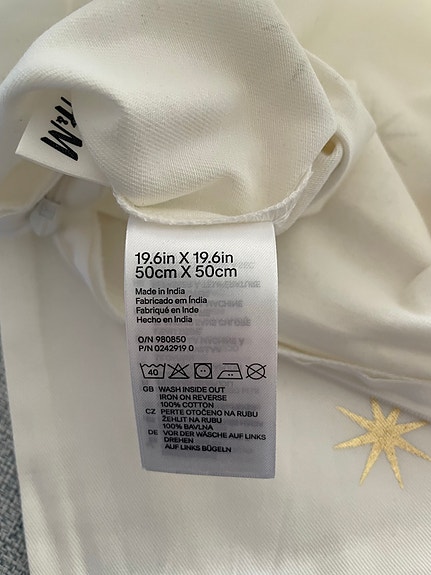 H&M
19.6in X 19.6in
50cm X 50cm
Made in India
Fabricado em Índia
Fabriqué en Inde
Hecho en India
O/N 980850
P/N 0242919 0
40
GB WASH INSIDE OUT
IRON ON REVERSE
100% COTTON
CZ PERTE OTOČENO NA RUBU
ŽEHLIT NA RUBU
100% BAVLNA
DE VOR DER WÄSCHE AUF LINKS
DREHEN
AUF LINKS BÜGELN